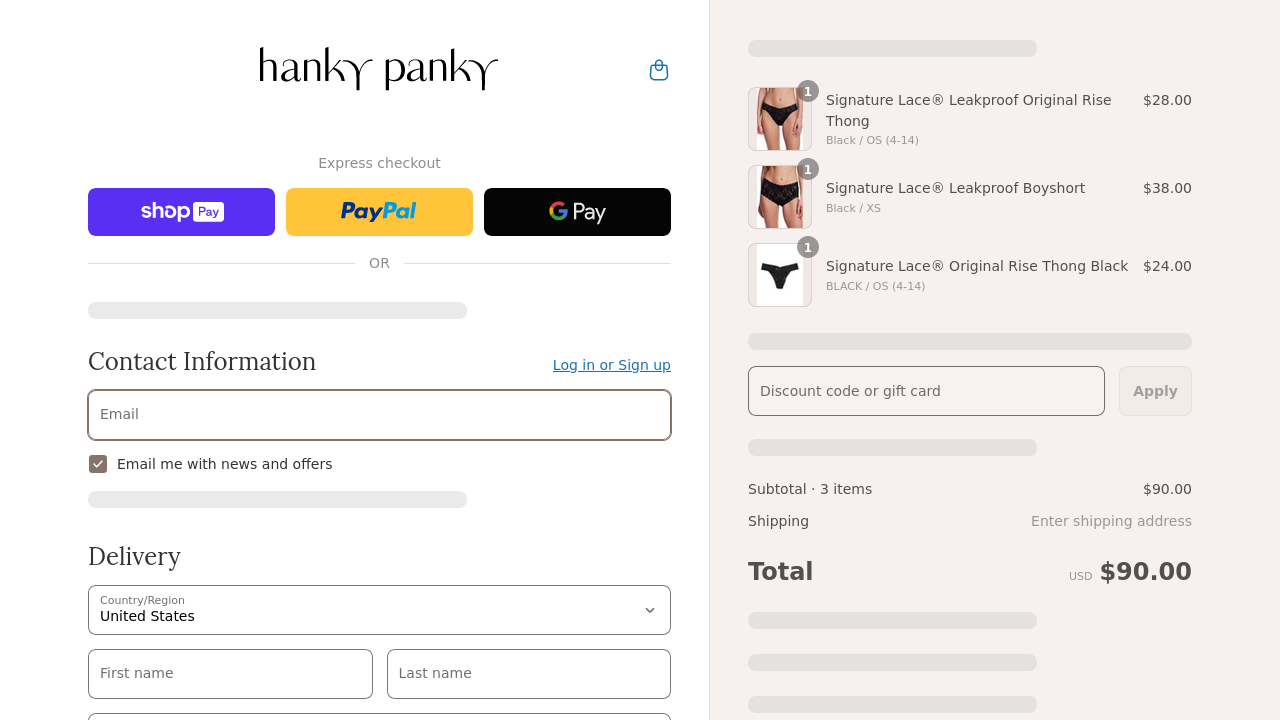 hanky panky
Express checkout
shop Pay
PayPal
G Pay
OR
Contact Information
Log in or Sign up
Email
Email me with news and offers
Delivery
Country/Region
United States
First name
Last name
1
Signature Lace® Leakproof Original Rise
Thong
$28.00
Black / OS (4-14)
1
Signature Lace® Leakproof Boyshort
$38.00
Black / XS
1
Signature Lace® Original Rise Thong Black
$24.00
BLACK / OS (4-14)
Discount code or gift card
Apply
Subtotal · 3 items
$90.00
Shipping
Enter shipping address
Total
USD $90.00